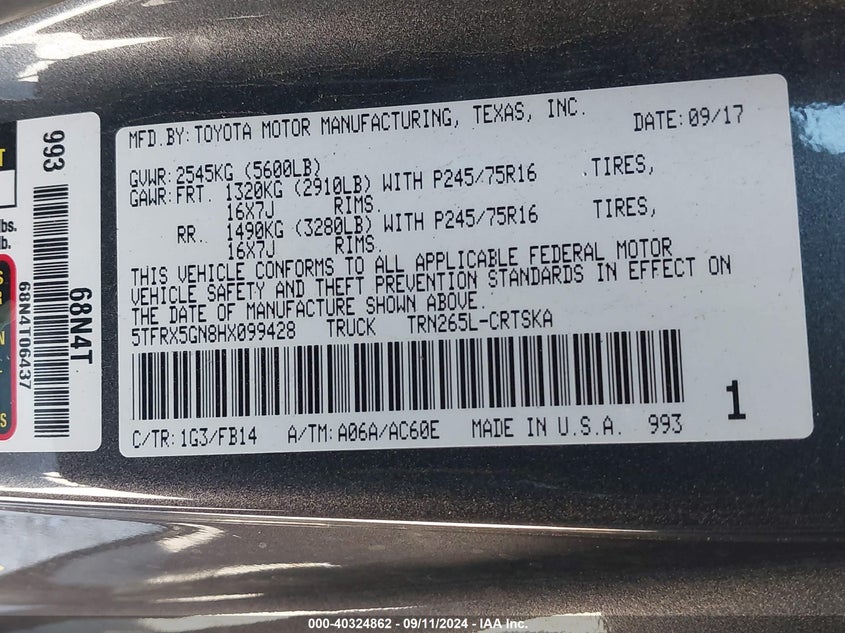 MFD.BY:TOYOTA MOTOR MANUFACTURING, TEXAS, INC. DATE:09/17
GVWR:2545KG (5600LB)
GAWR:FRT. 1320KG (2910LB) WITH P245/75R16 TIRES,
16X7J RIMS.
RR. 1490KG (3280LB) WITH P245/75R16 TIRES,
16X7J RIMS.
THIS VEHICLE CONFORMS TO ALL APPLICABLE FEDERAL MOTOR
VEHICLE SAFETY AND THEFT PREVENTION STANDARDS IN EFFECT ON
THE DATE OF MANUFACTURE SHOWN ABOVE.
5TFRX5GN8HX099428 TRUCK TRN265L-CRTSKA
1
C/TR:1G3/FB14 A/TM:A06A/AC60E MADE IN U.S.A. 993
993
68N4T
68N4T06437
lbs.
lb.
000-40324862 - 09/11/2024 - IAA Inc.